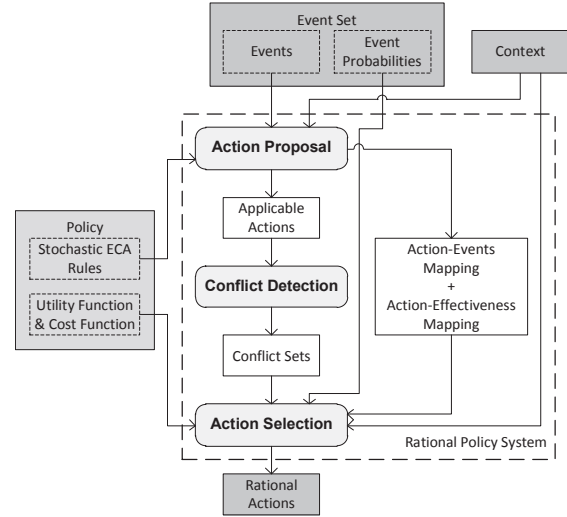 Event Set
Events
Event
Probabilities
Context
Action Proposal
Policy
Stochastic ECA
Rules
Utility Function
& Cost Function
Applicable
Actions
Conflict Detection
Action-Events
Mapping
+
Action-Effectiveness
Mapping
Conflict Sets
Action Selection
Rational Policy System
Rational
Actions